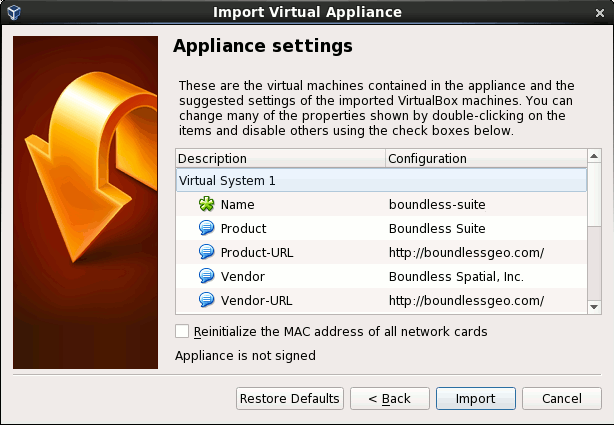 Import Virtual Appliance
Appliance settings
These are the virtual machines contained in the appliance and the
suggested settings of the imported VirtualBox machines. You can
change many of the properties shown by double-clicking on the
items and disable others using the check boxes below.
Description Configuration
Virtual System 1
Name boundless-suite
Product Boundless Suite
Product-URL http://boundlessgeo.com/
Vendor Boundless Spatial, Inc.
Vendor-URL http://boundlessgeo.com/
Reinitialize the MAC address of all network cards
Appliance is not signed
Restore Defaults < Back Import Cancel